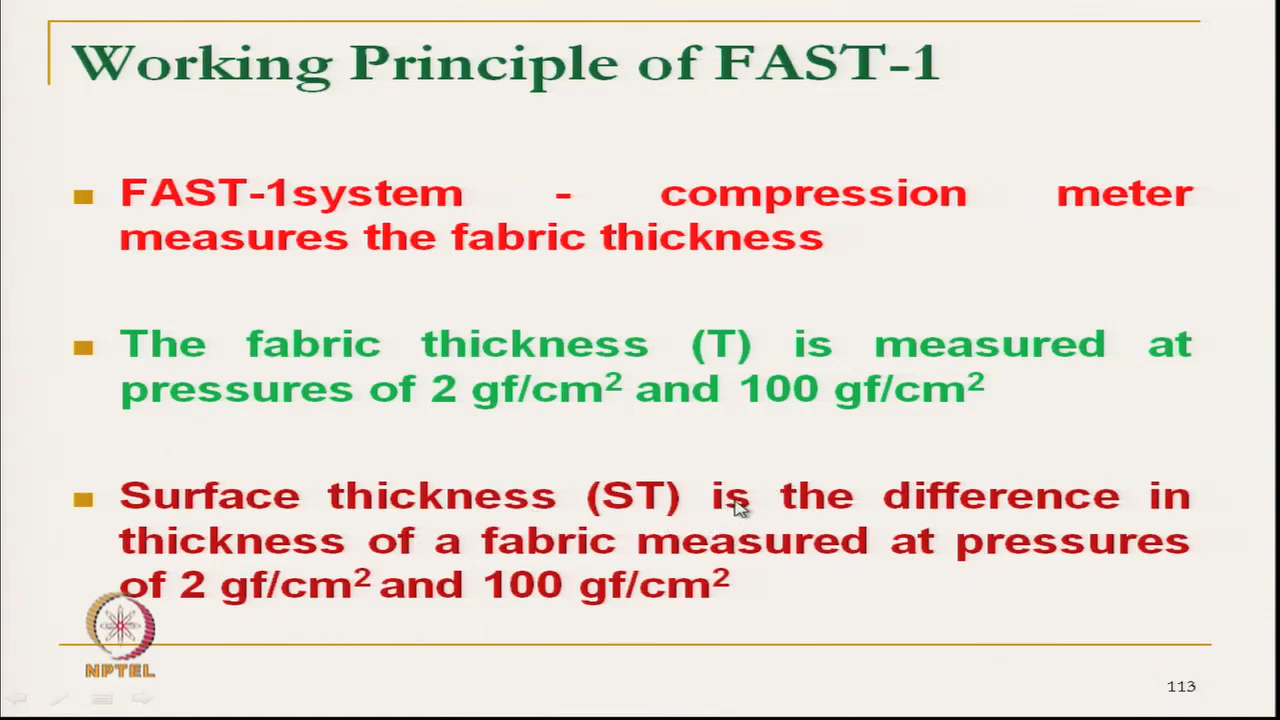 Working Principle of FAST-1
FAST-1system - compression meter
measures the fabric thickness
The fabric thickness (T) is measured at
pressures of 2 gf/cm² and 100 gf/cm²
Surface thickness (ST) is the difference in
thickness of a fabric measured at pressures
of 2 gf/cm² and 100 gf/cm²
NPTEL
113